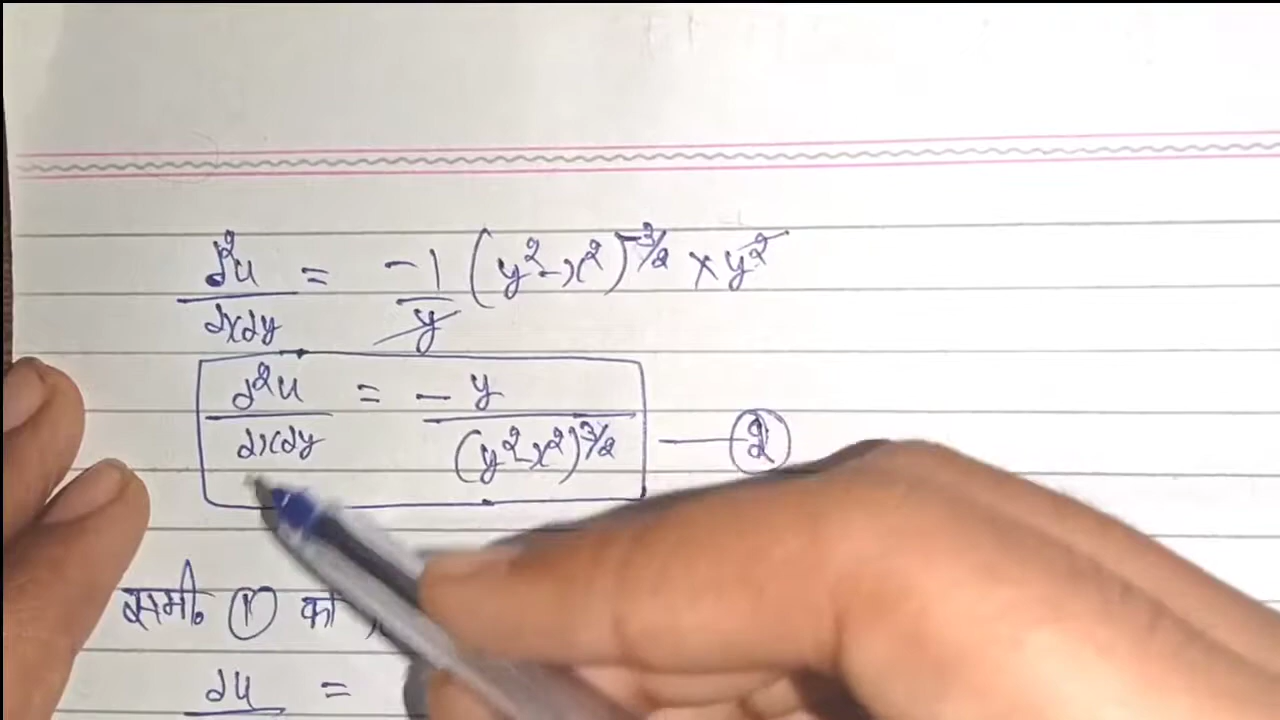 ∂²u/∂x∂y = -1/y (y²-x²)^-3/2 × y²
∂²u/∂x∂y = - y/(y²-x²)^3/2 — ②
समी० ① का
∂u =